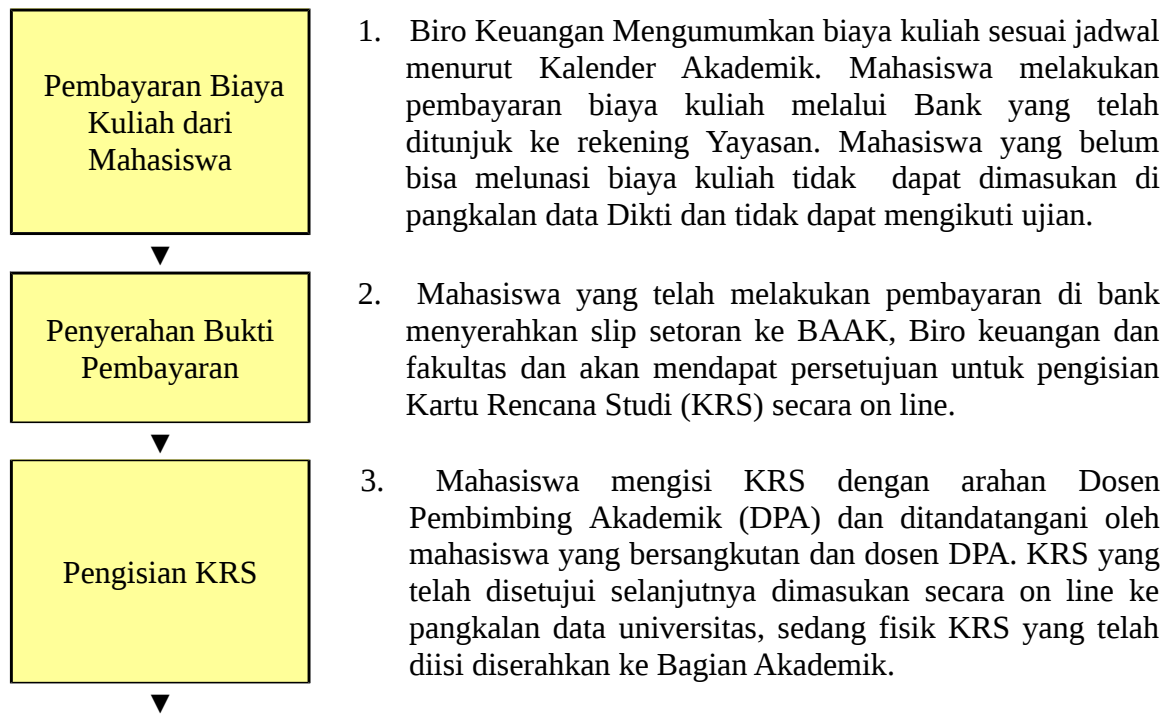 Pembayaran Biaya
Kuliah dari
Mahasiswa
1. Biro Keuangan Mengumumkan biaya kuliah sesuai jadwal
menurut Kalender Akademik. Mahasiswa melakukan
pembayaran biaya kuliah melalui Bank yang telah
ditunjuk ke rekening Yayasan. Mahasiswa yang belum
bisa melunasi biaya kuliah tidak dapat dimasukan di
pangkalan data Dikti dan tidak dapat mengikuti ujian.
▼
Penyerahan Bukti
Pembayaran
2. Mahasiswa yang telah melakukan pembayaran di bank
menyerahkan slip setoran ke BAAK, Biro keuangan dan
fakultas dan akan mendapat persetujuan untuk pengisian
Kartu Rencana Studi (KRS) secara on line.
▼
Pengisian KRS
3. Mahasiswa mengisi KRS dengan arahan Dosen
Pembimbing Akademik (DPA) dan ditandatangani oleh
mahasiswa yang bersangkutan dan dosen DPA. KRS yang
telah disetujui selanjutnya dimasukan secara on line ke
pangkalan data universitas, sedang fisik KRS yang telah
diisi diserahkan ke Bagian Akademik.
▼